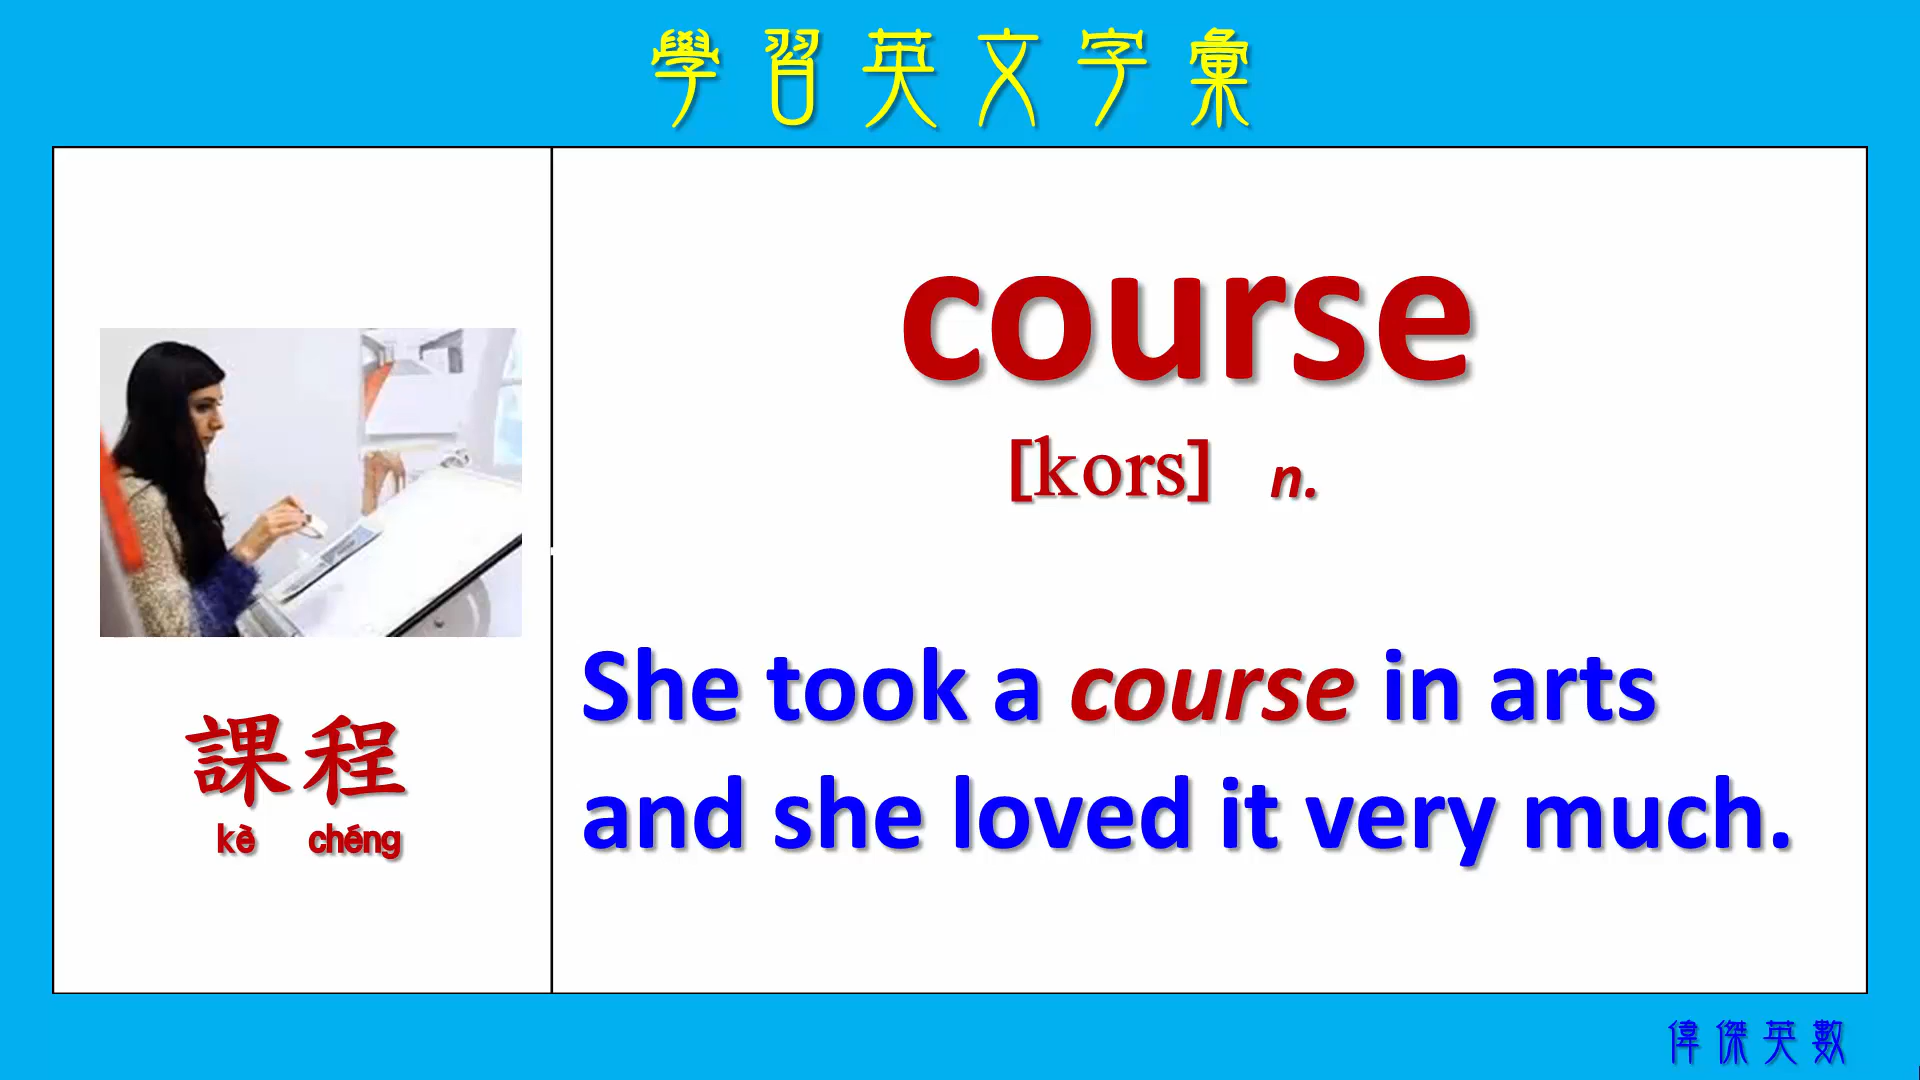 學習英文字彙
課程
kè chéng
course
[kors] n.
She took a course in arts
and she loved it very much.
偉傑英數